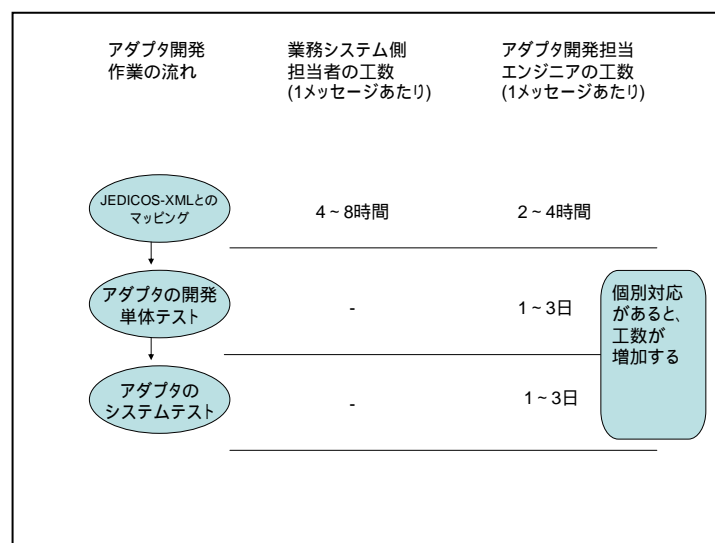 アダプタ開発
作業の流れ
業務システム側
担当者の工数
(1メッセージあたり)
アダプタ開発担当
エンジニアの工数
(1メッセージあたり)
JEDICOS-XMLとの
マッピング
4～8時間
2～4時間
アダプタの開発
単体テスト
-
1～3日
個別対応
があると、
工数が
増加する
アダプタの
システムテスト
-
1～3日